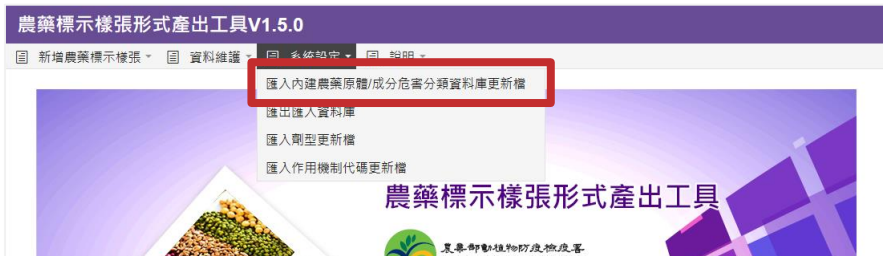 農藥標示樣張形式產出工具V1.5.0
新增農藥標示樣張 資料維護 系統設定 說明
匯入內建農藥原體/成分危害分類資料庫更新檔
匯出匯入資料庫
匯入劑型更新檔
匯入作用機制代碼更新檔
農藥標示樣張形式產出工具
農業部動植物防疫檢疫署